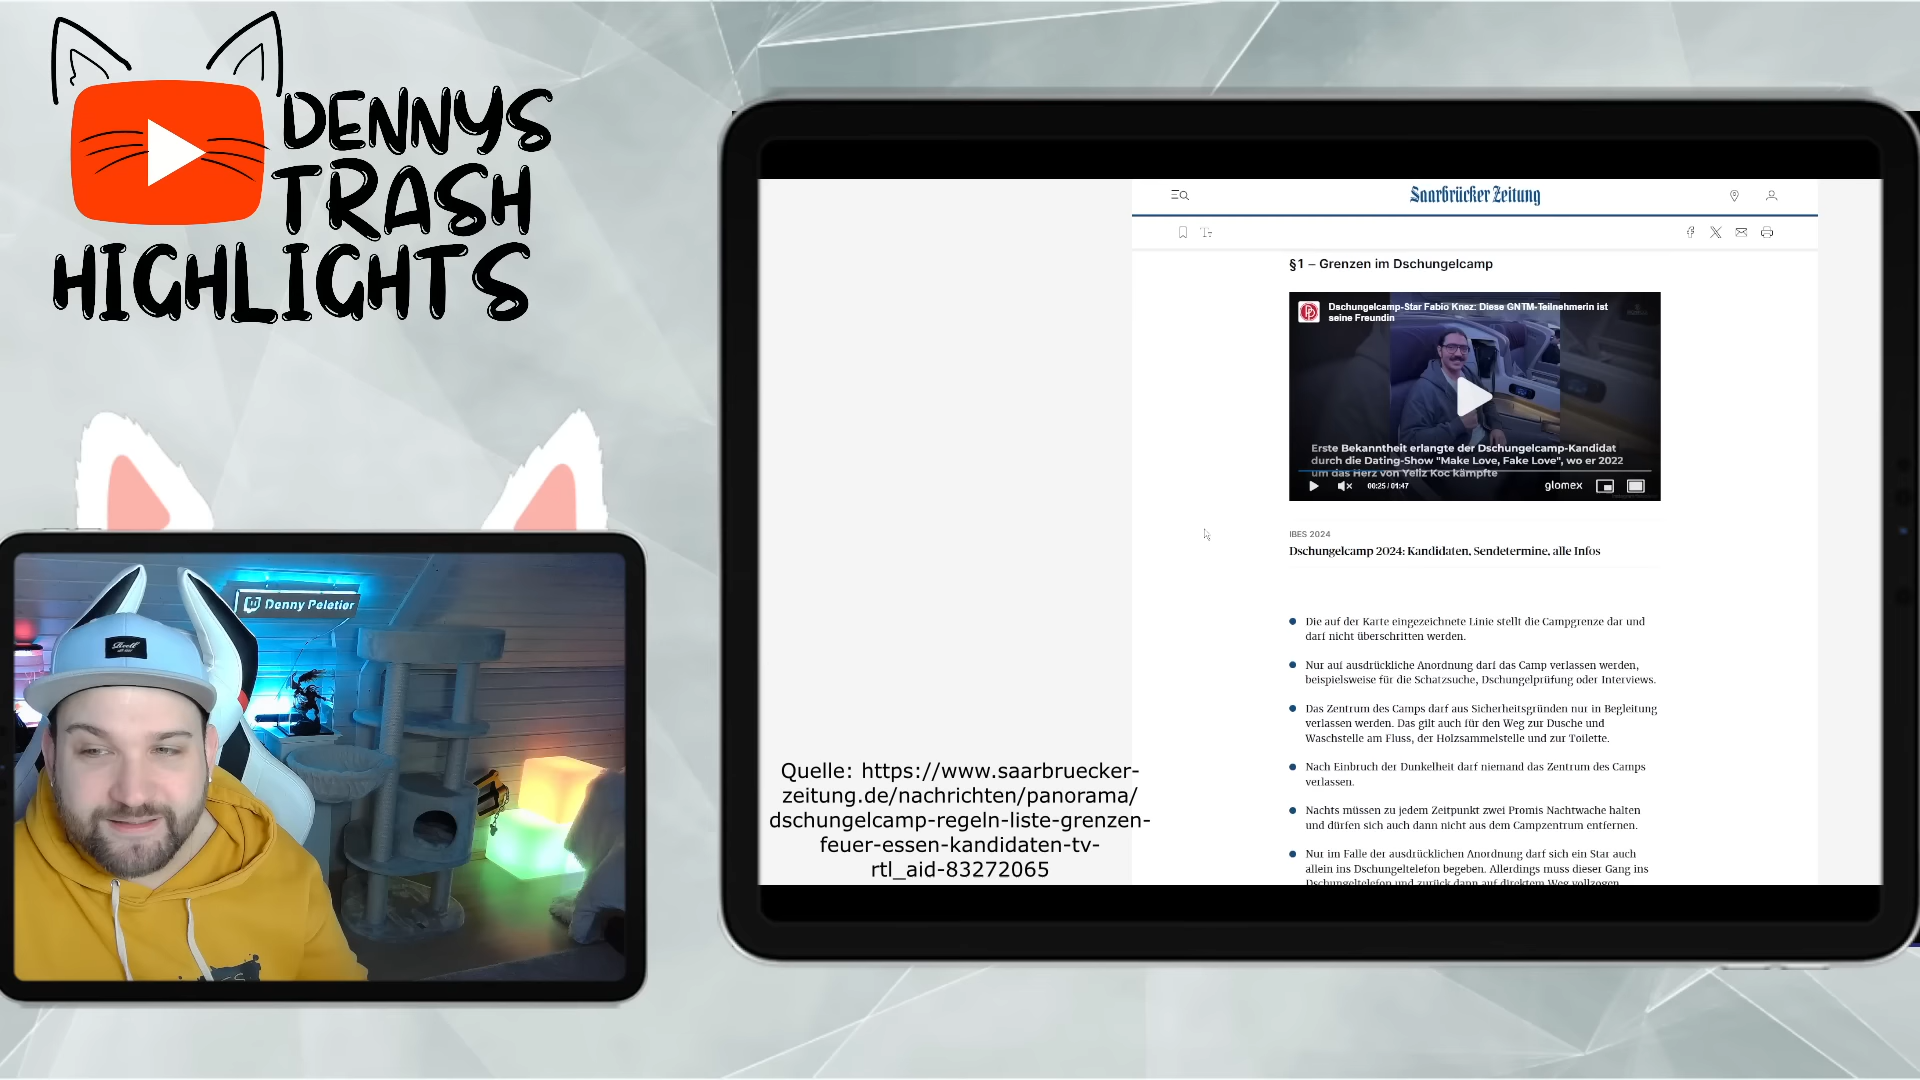 DENNYS
TRASH
HIGHLIGHTS
Denny Peletier
Saarbrücker Zeitung
§1 – Grenzen im Dschungelcamp
Dschungelcamp-Star Fabio Knez: Diese GNTM-Teilnehmerin ist
seine Freundin
Erste Bekanntheit erlangte der Dschungelcamp-Kandidat
durch die Dating-Show "Make Love, Fake Love", wo er 2022
um das Herz von Yeliz Koc kämpfte
00:25 / 01:47
glomex
IBES 2024
Dschungelcamp 2024: Kandidaten, Sendetermine, alle Infos
Die auf der Karte eingezeichnete Linie stellt die Campgrenze dar und
darf nicht überschritten werden.
Nur auf ausdrückliche Anordnung darf das Camp verlassen werden,
beispielsweise für die Schatzsuche, Dschungelprüfung oder Interviews.
Das Zentrum des Camps darf aus Sicherheitsgründen nur in Begleitung
verlassen werden. Das gilt auch für den Weg zur Dusche und
Waschstelle am Fluss, der Holzsammelstelle und zur Toilette.
Nach Einbruch der Dunkelheit darf niemand das Zentrum des Camps
verlassen.
Nachts müssen zu jedem Zeitpunkt zwei Promis Nachtwache halten
und dürfen sich auch dann nicht aus dem Campzentrum entfernen.
Nur im Falle der ausdrücklichen Anordnung darf sich ein Star auch
allein ins Dschungeltelefon begeben. Allerdings muss dieser Gang ins
Dschungeltelefon und zurück dann auf direktem Weg vollzogen
Quelle: https://www.saarbruecker-
zeitung.de/nachrichten/panorama/
dschungelcamp-regeln-liste-grenzen-
feuer-essen-kandidaten-tv-
rtl_aid-83272065